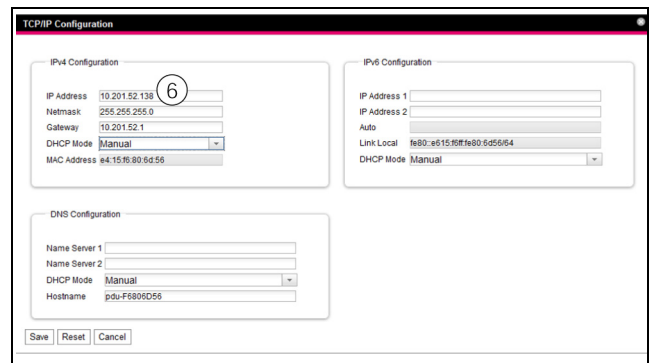 TCP/IP Configuration
IPv4 Configuration
IP Address 10.201.52.138 6
Netmask 255.255.255.0
Gateway 10.201.52.1
DHCP Mode Manual
MAC Address e4:15:f6:80:6d:56
IPv6 Configuration
IP Address 1
IP Address 2
Auto
Link Local fe80::e615:f6ff:fe80:6d56/64
DHCP Mode Manual
DNS Configuration
Name Server 1
Name Server 2
DHCP Mode Manual
Hostname pdu-F6806D56
Save Reset Cancel